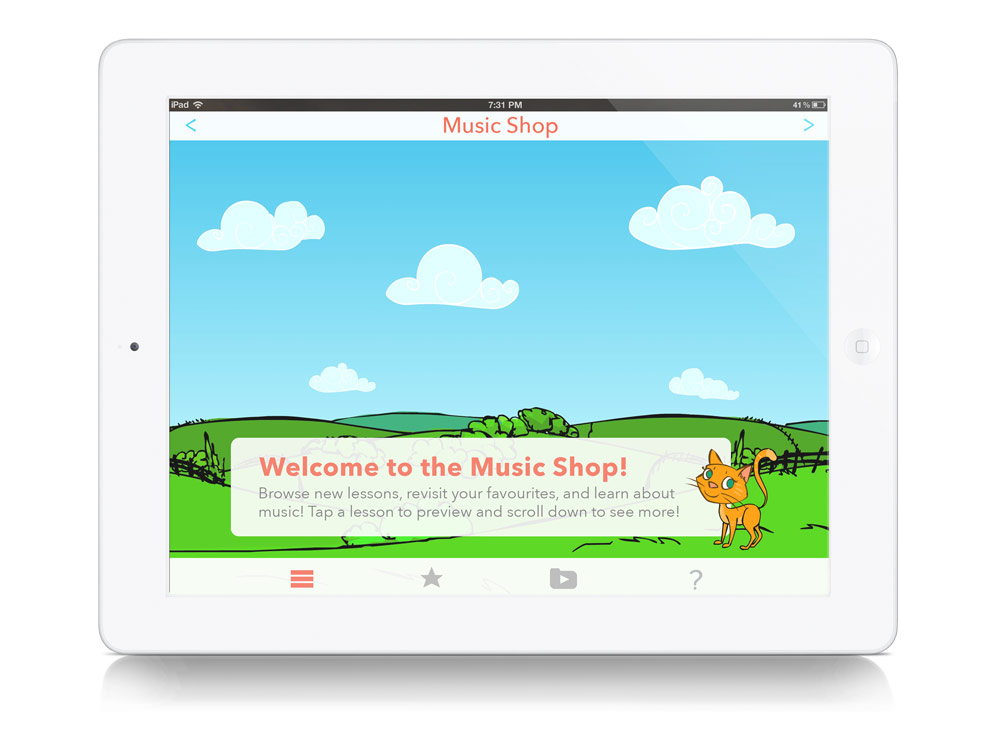 iPad 7:31 PM 41%
< Music Shop >
Welcome to the Music Shop!
Browse new lessons, revisit your favourites, and learn about
music! Tap a lesson to preview and scroll down to see more!
?